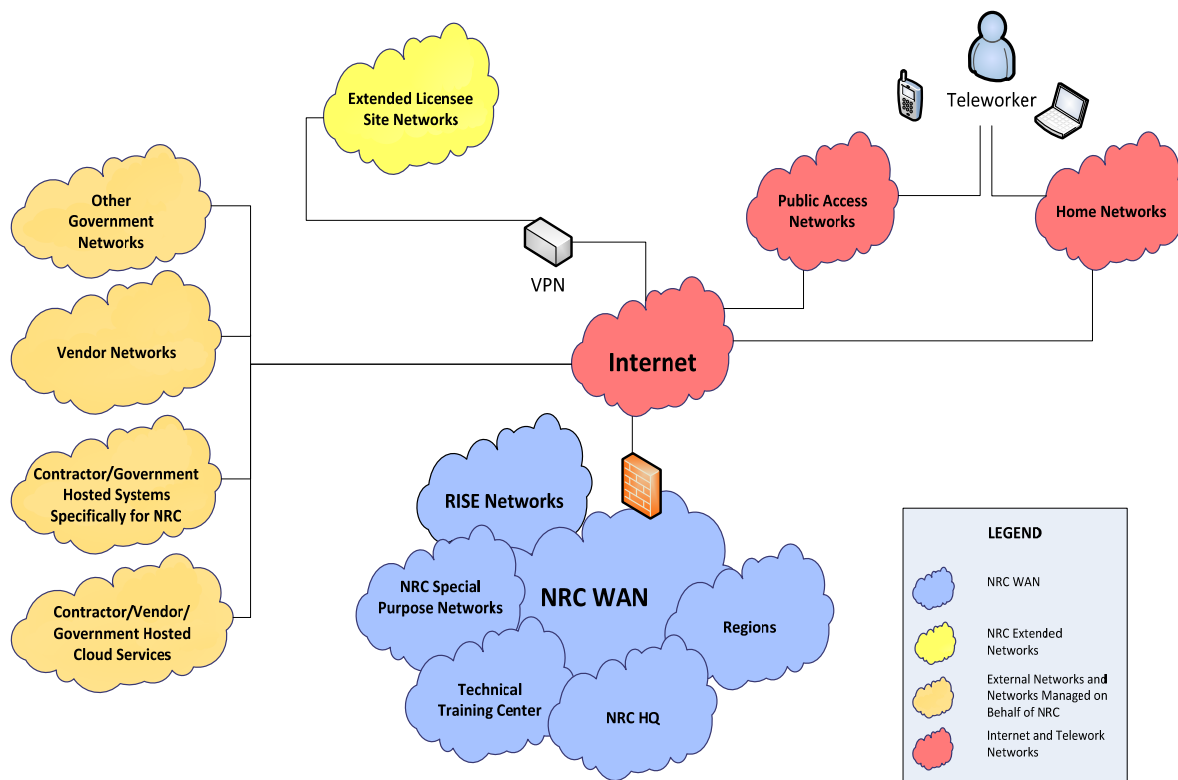 Extended Licensee
Site Networks
Teleworker
Other
Government
Networks
Public Access
Networks
Home Networks
VPN
Vendor Networks
Internet
Contractor/Government
Hosted Systems
Specifically for NRC
RISE Networks
NRC Special
Purpose Networks
NRC WAN
Regions
Contractor/Vendor/
Government Hosted
Cloud Services
Technical
Training Center
NRC HQ
LEGEND
NRC WAN
NRC Extended
Networks
External Networks and
Networks Managed on
Behalf of NRC
Internet and Telework
Networks